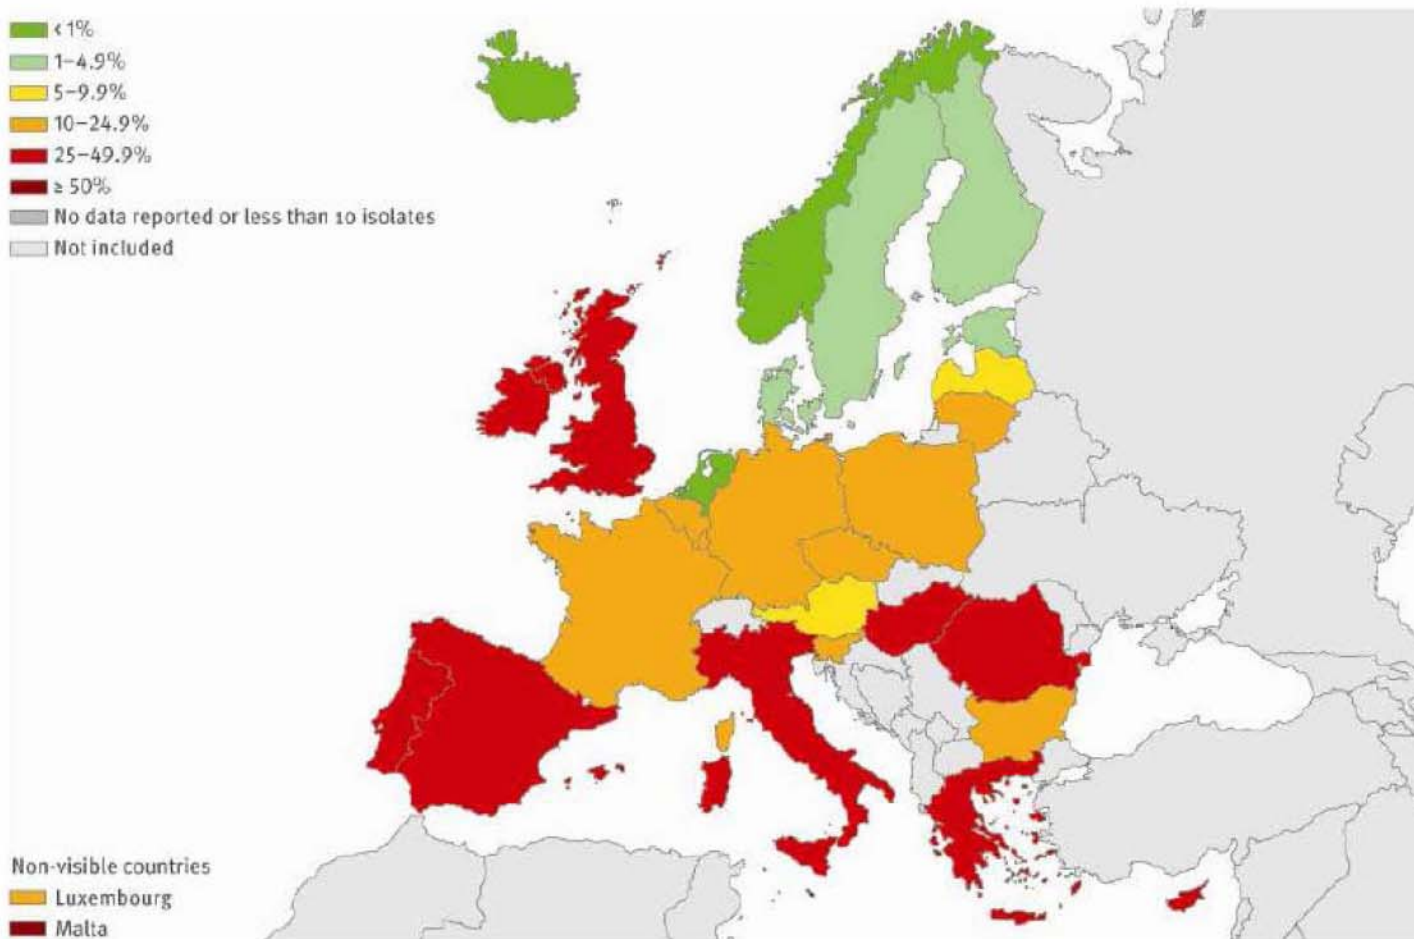 < 1%
1–4.9%
5–9.9%
10–24.9%
25–49.9%
≥ 50%
No data reported or less than 10 isolates
Not included
Non-visible countries
Luxembourg
Malta